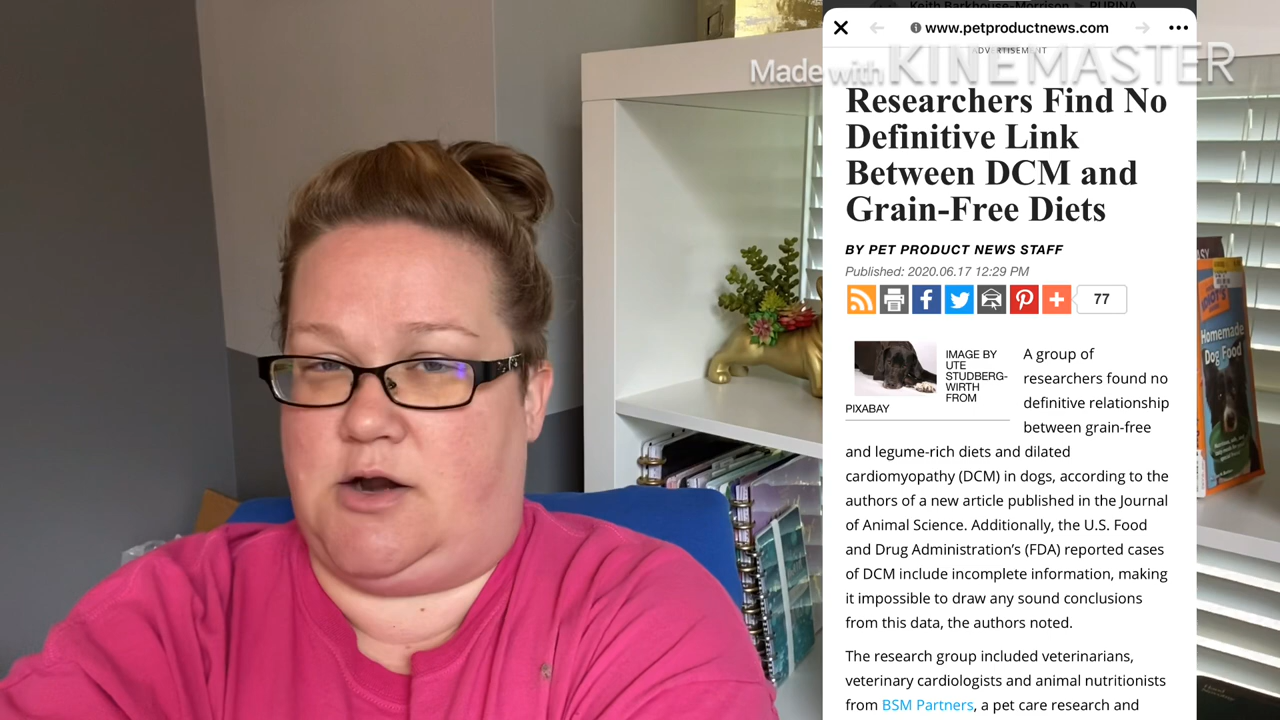 Keith Barkhouse-Morrison ▸ PURINA
www.petproductnews.com
ADVERTISEMENT
Made with KINEMASTER
Researchers Find No
Definitive Link
Between DCM and
Grain-Free Diets
BY PET PRODUCT NEWS STAFF
Published: 2020.06.17 12:29 PM
77
IMAGE BY
UTE
STUDBERG-
WIRTH
FROM
PIXABAY
A group of
researchers found no
definitive relationship
between grain-free
and legume-rich diets and dilated
cardiomyopathy (DCM) in dogs, according to the
authors of a new article published in the Journal
of Animal Science. Additionally, the U.S. Food
and Drug Administration's (FDA) reported cases
of DCM include incomplete information, making
it impossible to draw any sound conclusions
from this data, the authors noted.
The research group included veterinarians,
veterinary cardiologists and animal nutritionists
from BSM Partners, a pet care research and
IDIOT'S
Homemade
Dog Food